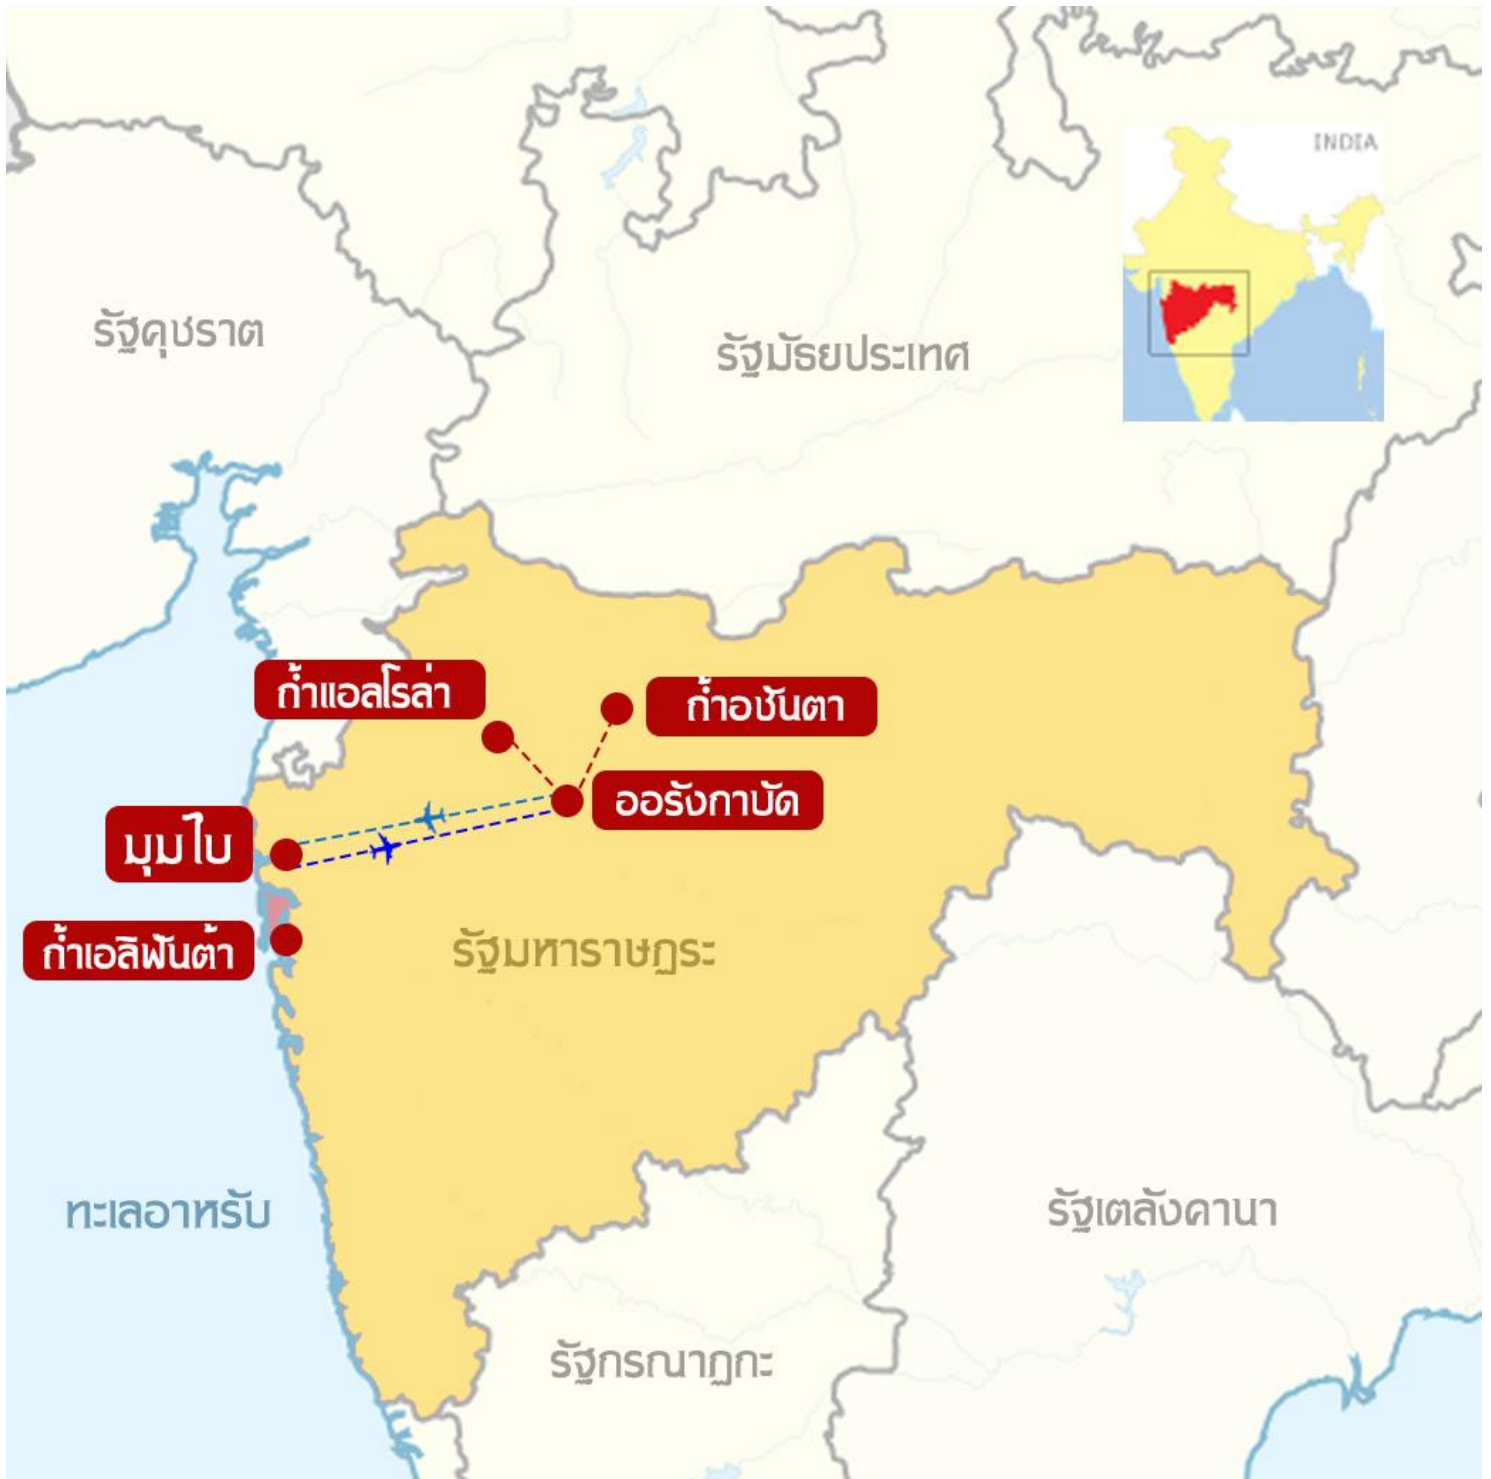 INDIA
รัฐคุชราต
รัฐมัธยประเทศ
ถ้ำแอลโรล่า
ถ้ำอชันตา
ออรังกาบัด
มุมไบ
ถ้ำเอลิฟันต้า
รัฐมหาราษฎระ
ทะเลอาหรับ
รัฐเตลังคานา
รัฐกรณาฏกะ